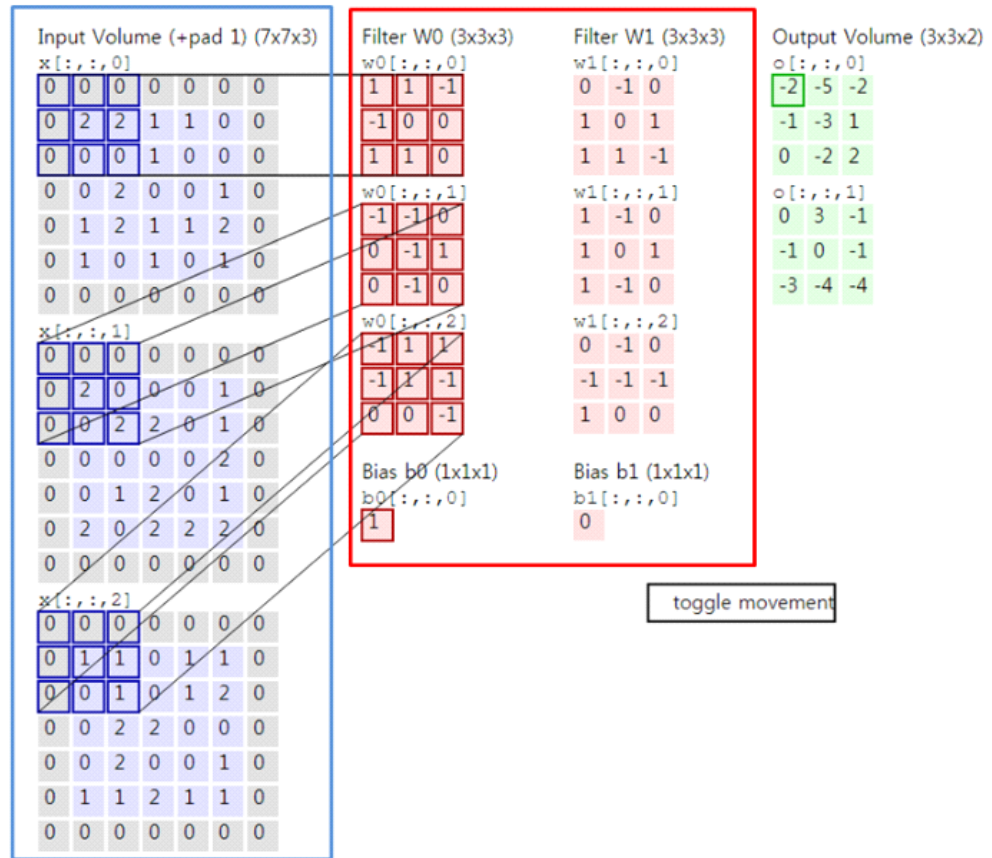 Input Volume (+pad 1) (7x7x3)
x[:,:,0]
0 0 0 0 0 0 0
0 2 2 1 1 0 0
0 0 0 1 0 0 0
0 0 2 0 0 1 0
0 1 2 1 1 2 0
0 1 0 1 0 1 0
0 0 0 0 0 0 0
x[:,:,1]
0 0 0 0 0 0 0
0 2 0 0 0 1 0
0 0 2 2 0 1 0
0 0 0 0 0 2 0
0 0 1 2 0 1 0
0 2 0 2 2 2 0
0 0 0 0 0 0 0
x[:,:,2]
0 0 0 0 0 0 0
0 1 1 0 1 1 0
0 0 1 0 1 2 0
0 0 2 2 0 0 0
0 0 2 0 0 1 0
0 1 1 2 1 1 0
0 0 0 0 0 0 0
Filter W0 (3x3x3)
w0[:,:,0]
1 1 -1
-1 0 0
1 1 0
w0[:,:,1]
-1 -1 0
0 -1 1
0 -1 0
w0[:,:,2]
-1 1 1
-1 1 -1
0 0 -1
Bias b0 (1x1x1)
b0[:,:,0]
1
Filter W1 (3x3x3)
w1[:,:,0]
0 -1 0
1 0 1
1 1 -1
w1[:,:,1]
1 -1 0
1 0 1
1 -1 0
w1[:,:,2]
0 -1 0
-1 -1 -1
1 0 0
Bias b1 (1x1x1)
b1[:,:,0]
0
Output Volume (3x3x2)
o[:,:,0]
-2 -5 -2
-1 -3 1
0 -2 2
o[:,:,1]
0 3 -1
-1 0 -1
-3 -4 -4
toggle movement